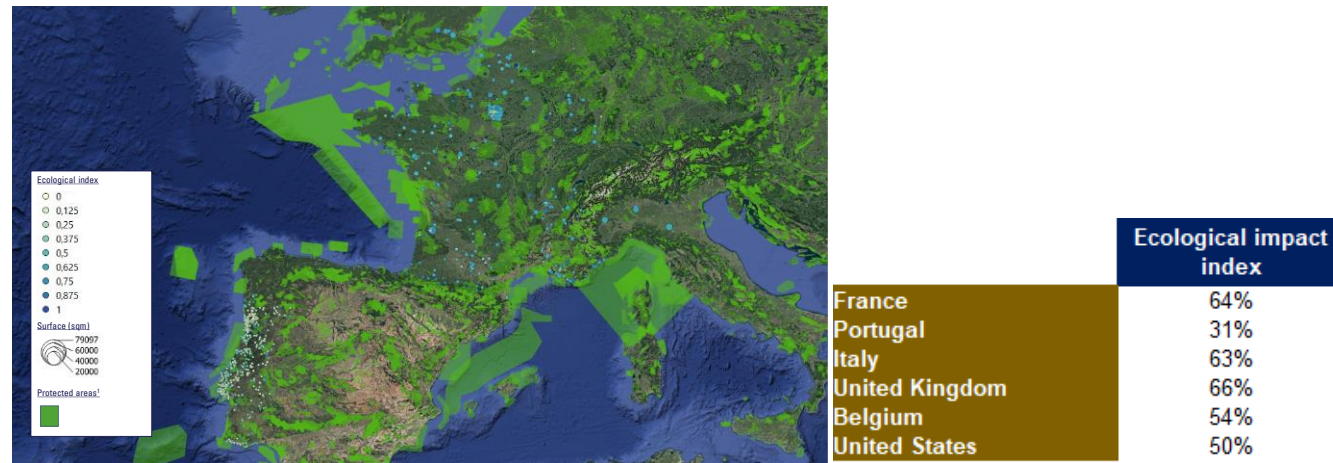 Ecological index
0
0,125
0,25
0,375
0,5
0,625
0,75
0,875
1
Surface (sqm)
79097
60000
40000
20000
Protected areas¹
Ecological impact
index
France 64%
Portugal 31%
Italy 63%
United Kingdom 66%
Belgium 54%
United States 50%